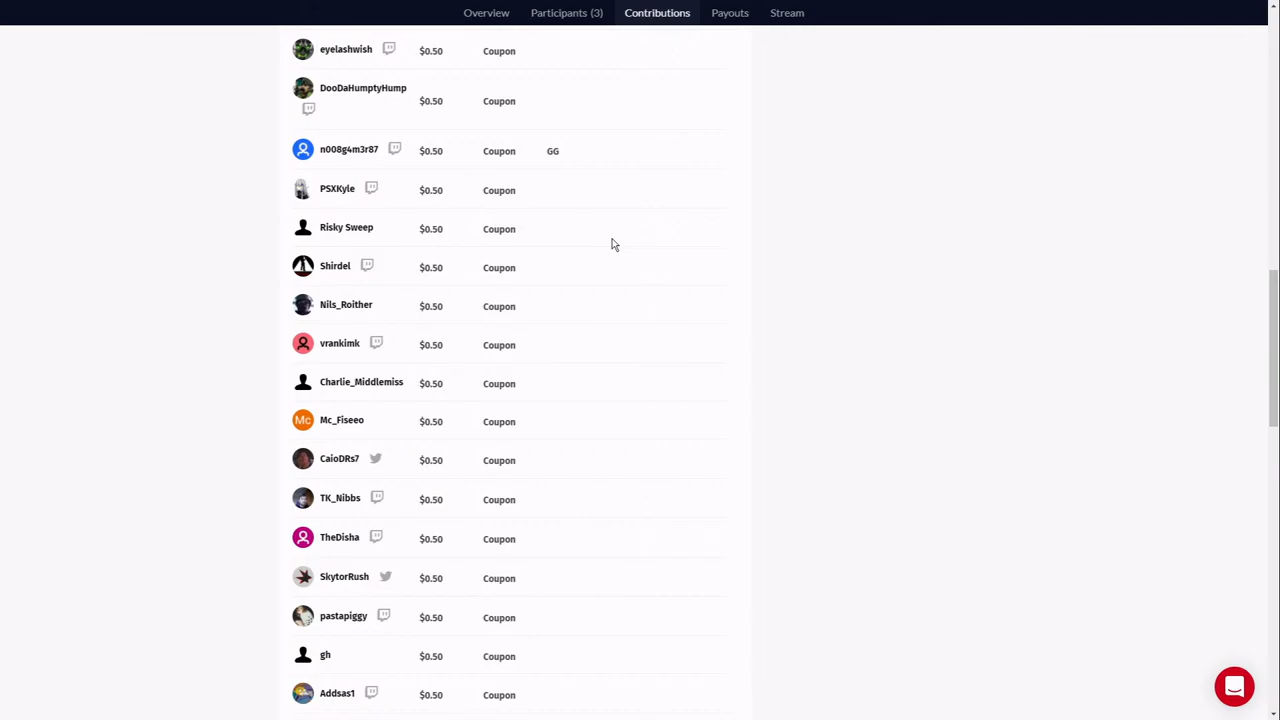 Overview Participants (3) Contributions Payouts Stream
eyelashwish $0.50 Coupon
DooDaHumptyHump $0.50 Coupon
n008g4m3r87 $0.50 Coupon GG
PSXKyle $0.50 Coupon
Risky Sweep $0.50 Coupon
Shirdel $0.50 Coupon
Nils_Roither $0.50 Coupon
vrankimk $0.50 Coupon
Charlie_Middlemiss $0.50 Coupon
Mc Mc_Fiseeo $0.50 Coupon
CaioDRs7 $0.50 Coupon
TK_Nibbs $0.50 Coupon
TheDisha $0.50 Coupon
SkytorRush $0.50 Coupon
pastapiggy $0.50 Coupon
gh $0.50 Coupon
Addsas1 $0.50 Coupon